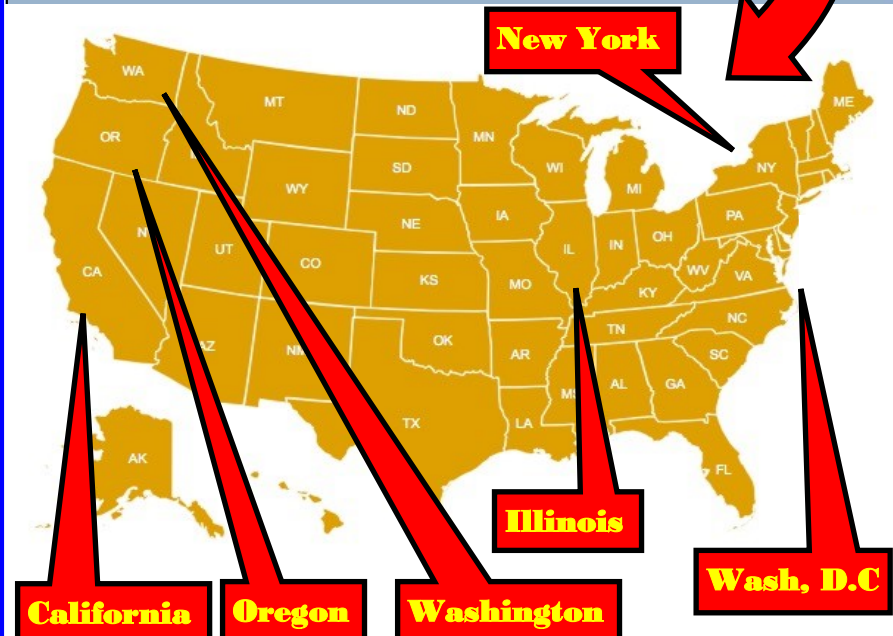 New York
WA
MT
ND
MN
ME
OR
SD
WI
MI
NY
WY
IA
PA
NE
IL
IN
OH
UT
CO
WV
VA
CA
KS
MO
KY
NC
TN
OK
AR
SC
NM
AL
GA
TX
LA
FL
AK
Illinois
Wash, D.C
California
Oregon
Washington